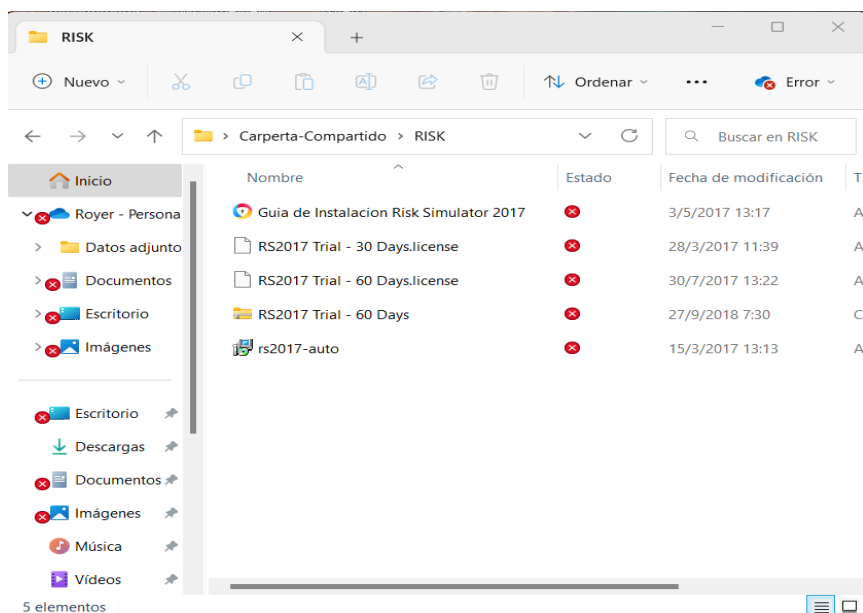 RISK
Nuevo
Ordenar
Error
Carperta-Compartido > RISK
Buscar en RISK
Inicio
Royer - Persona
Datos adjunto
Documentos
Escritorio
Imágenes
Escritorio
Descargas
Documentos
Imágenes
Música
Vídeos
Nombre Estado Fecha de modificación T
Guia de Instalacion Risk Simulator 2017 3/5/2017 13:17 A
RS2017 Trial - 30 Days.license 28/3/2017 11:39 A
RS2017 Trial - 60 Days.license 30/7/2017 13:22 A
RS2017 Trial - 60 Days 27/9/2018 7:30 C
rs2017-auto 15/3/2017 13:13 A
5 elementos